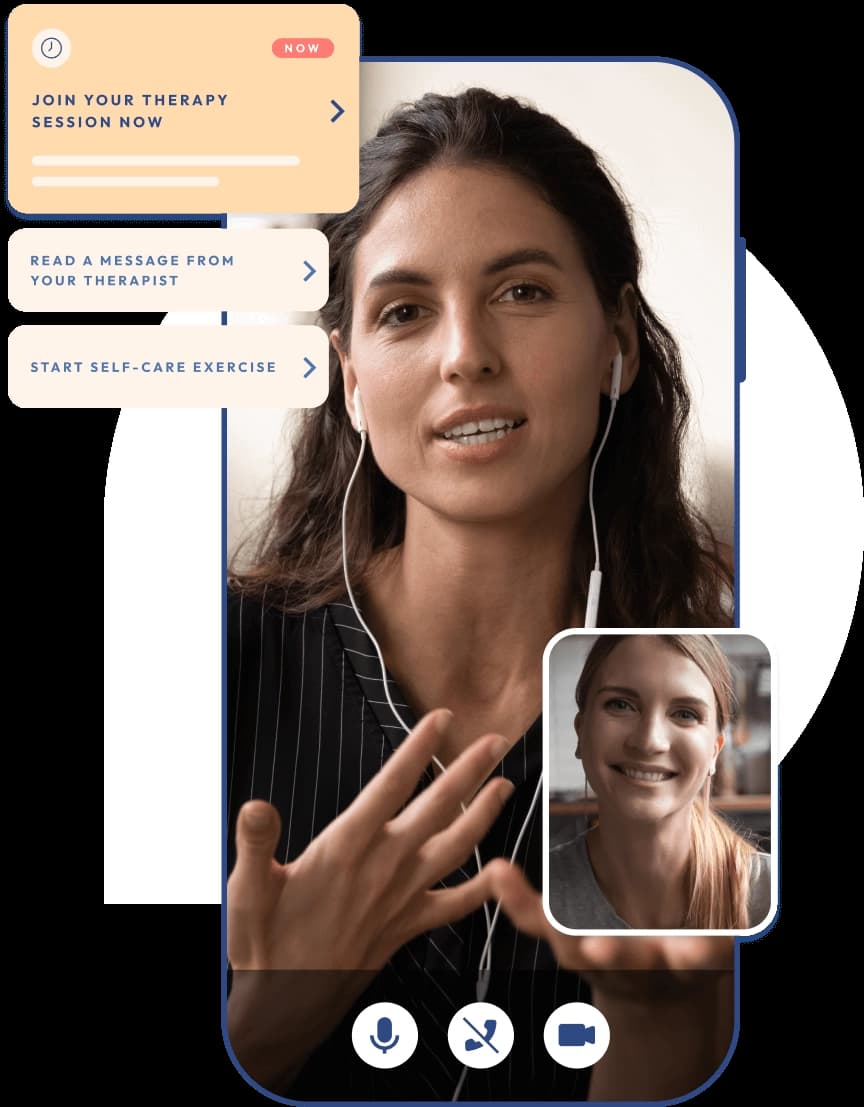 NOW
JOIN YOUR THERAPY
SESSION NOW
READ A MESSAGE FROM
YOUR THERAPIST
START SELF-CARE EXERCISE